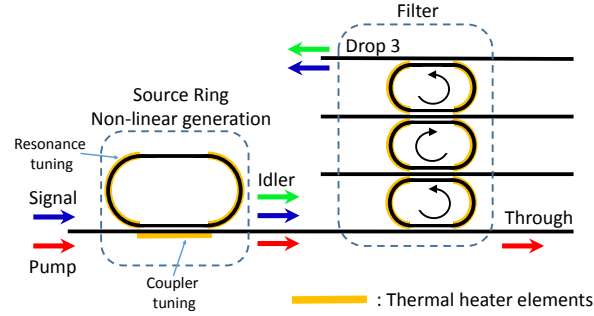 Filter
Drop 3
Source Ring
Non-linear generation
Resonance
tuning
Signal
Idler
Through
Pump
Coupler
tuning
: Thermal heater elements